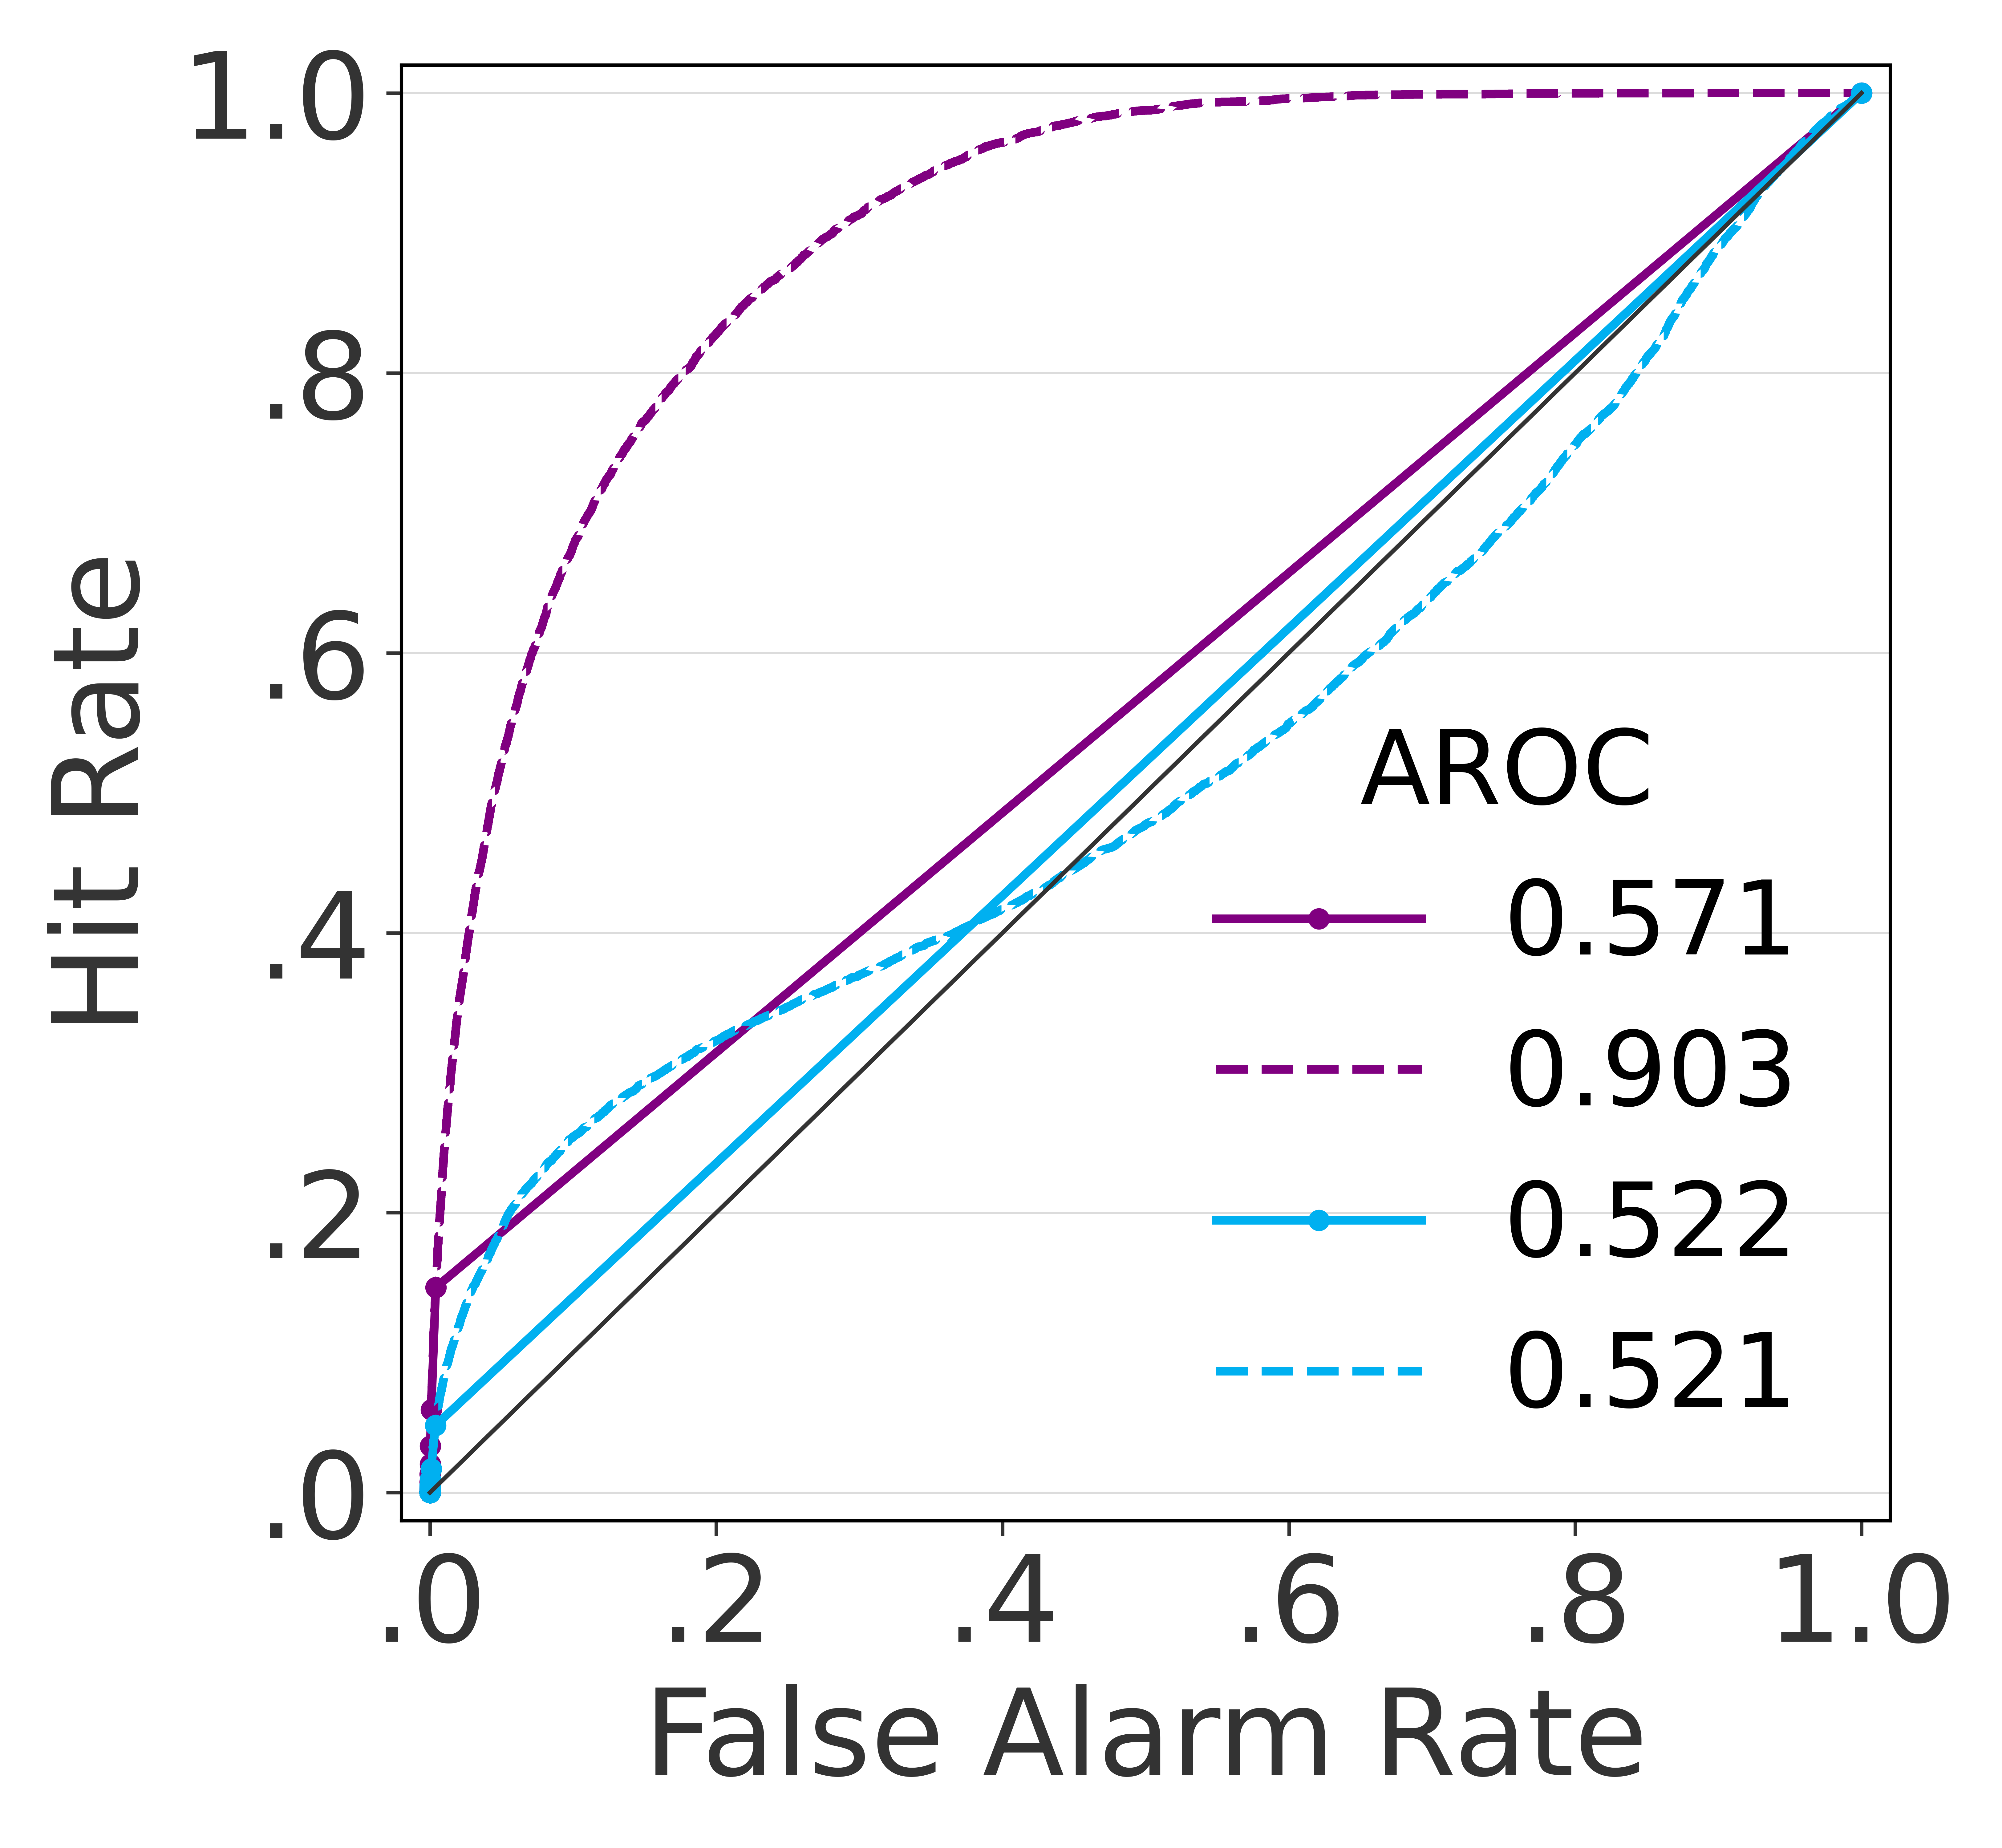 Hit Rate
1.0
.8
.6
.4
.2
.0
AROC
0.571
0.903
0.522
0.521
.0 .2 .4 .6 .8 1.0
False Alarm Rate